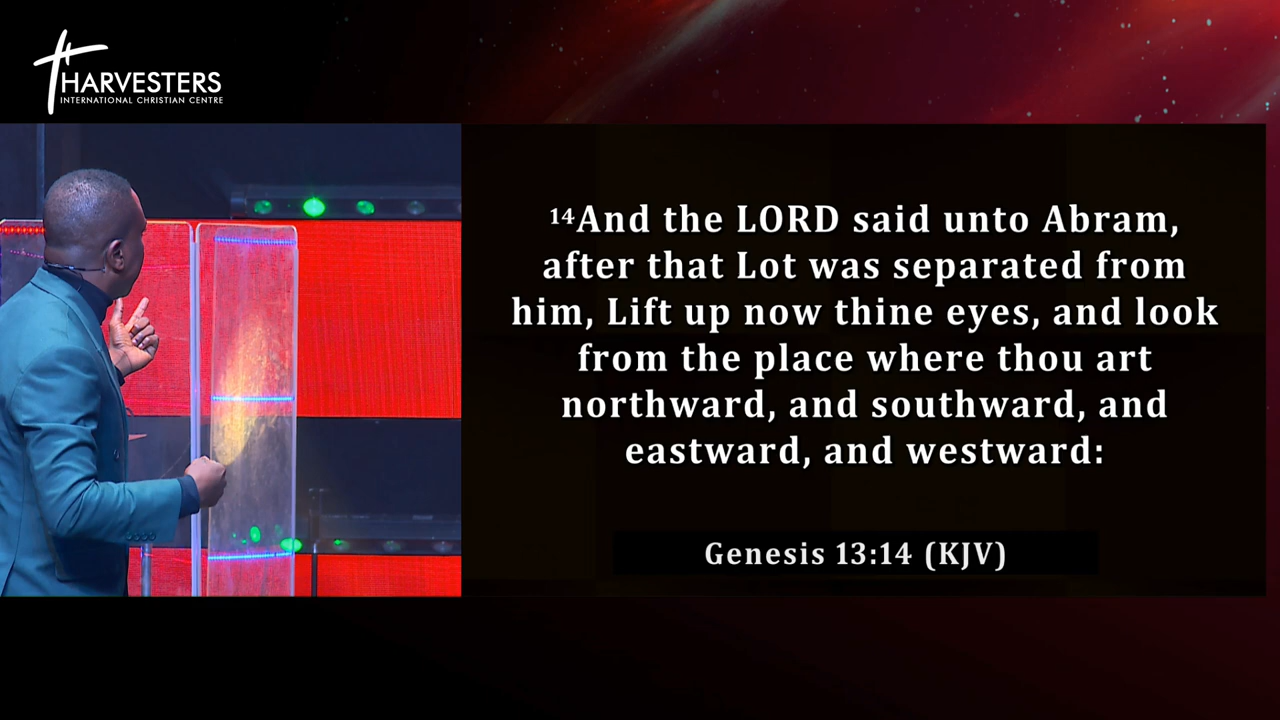 HARVESTERS
INTERNATIONAL CHRISTIAN CENTRE
14And the LORD said unto Abram,
after that Lot was separated from
him, Lift up now thine eyes, and look
from the place where thou art
northward, and southward, and
eastward, and westward:
Genesis 13:14 (KJV)